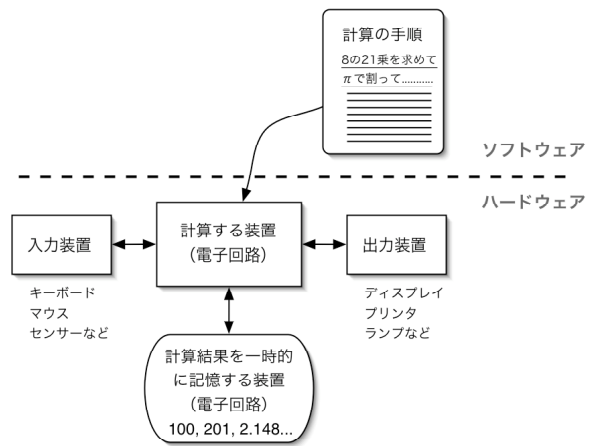 計算の手順
8の21乗を求めて
π で割って...........
ソフトウェア
ハードウェア
入力装置
キーボード
マウス
センサーなど
計算する装置
（電子回路）
出力装置
ディスプレイ
プリンタ
ランプなど
計算結果を一時的
に記憶する装置
（電子回路）
100, 201, 2.148...